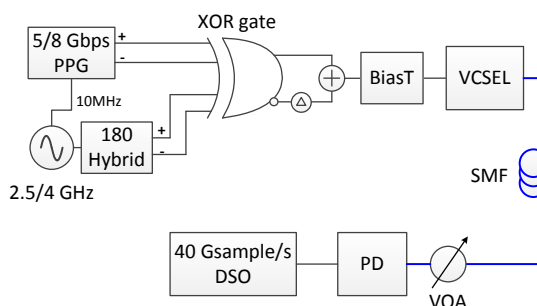 XOR gate
5/8 Gbps
PPG
+
-
10MHz
180
Hybrid
+
-
2.5/4 GHz
+
Δ
BiasT
VCSEL
SMF
40 Gsample/s
DSO
PD
VOA